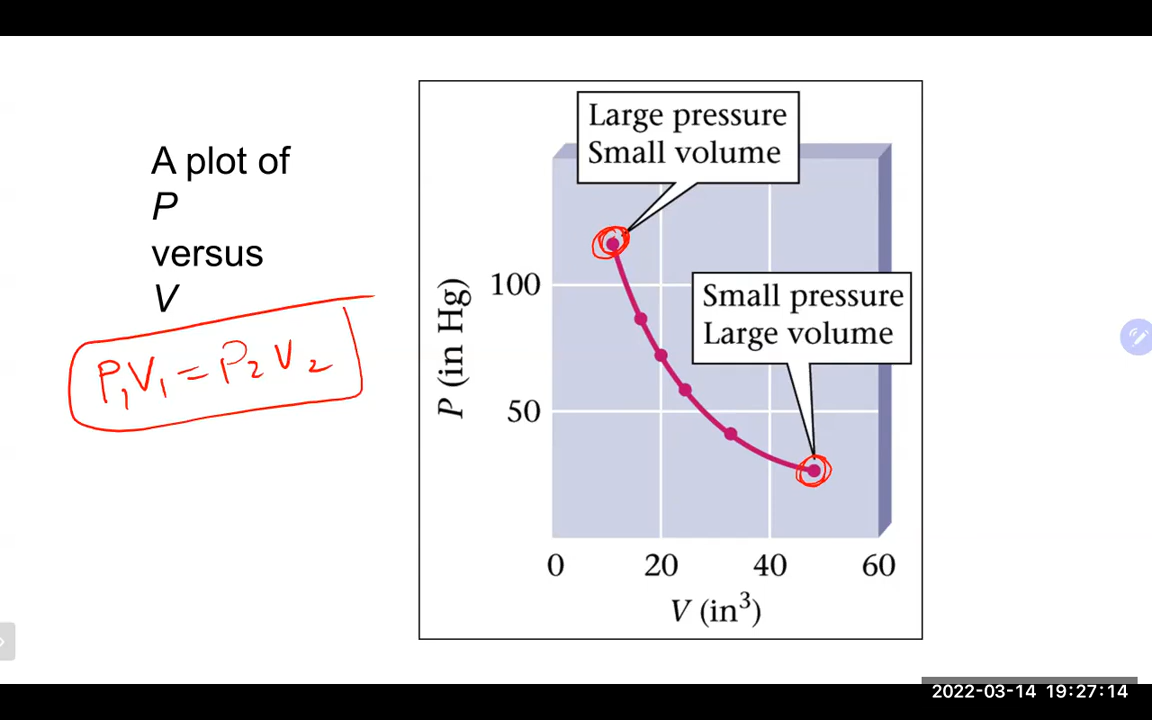 A plot of
P
versus
V
P₁V₁=P₂V₂
Large pressure
Small volume
Small pressure
Large volume
P (in Hg)
100
50
0 20 40 60
V (in³)
2022-03-14 19:27:14